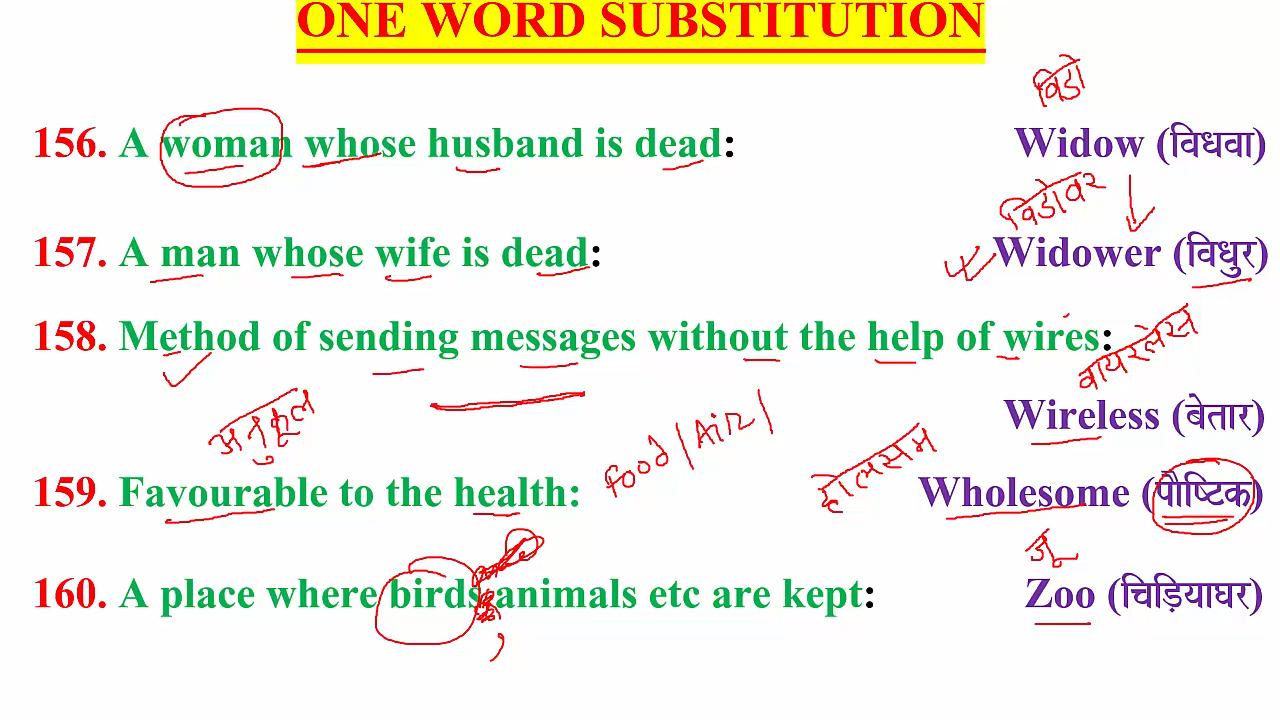 ONE WORD SUBSTITUTION
विडो
156. A woman whose husband is dead: Widow (विधवा)
विडोवर
157. A man whose wife is dead: Widower (विधुर)
158. Method of sending messages without the help of wires:
वायरलेस
Wireless (बेतार)
अनुकूल
food / Air /
होलसम
159. Favourable to the health: Wholesome (पौष्टिक)
जू
160. A place where birds animals etc are kept: Zoo (चिड़ियाघर)
,